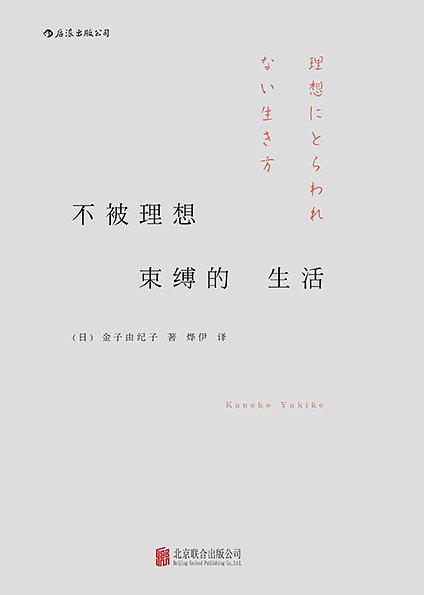 后浪出版公司
理想にとらわれ
ない生き方
不被理想
束缚的 生活
(日) 金子由纪子 著 烨伊 译
Kaneko Yukiko
北京联合出版公司
Beijing United Publishing Co.,Ltd.